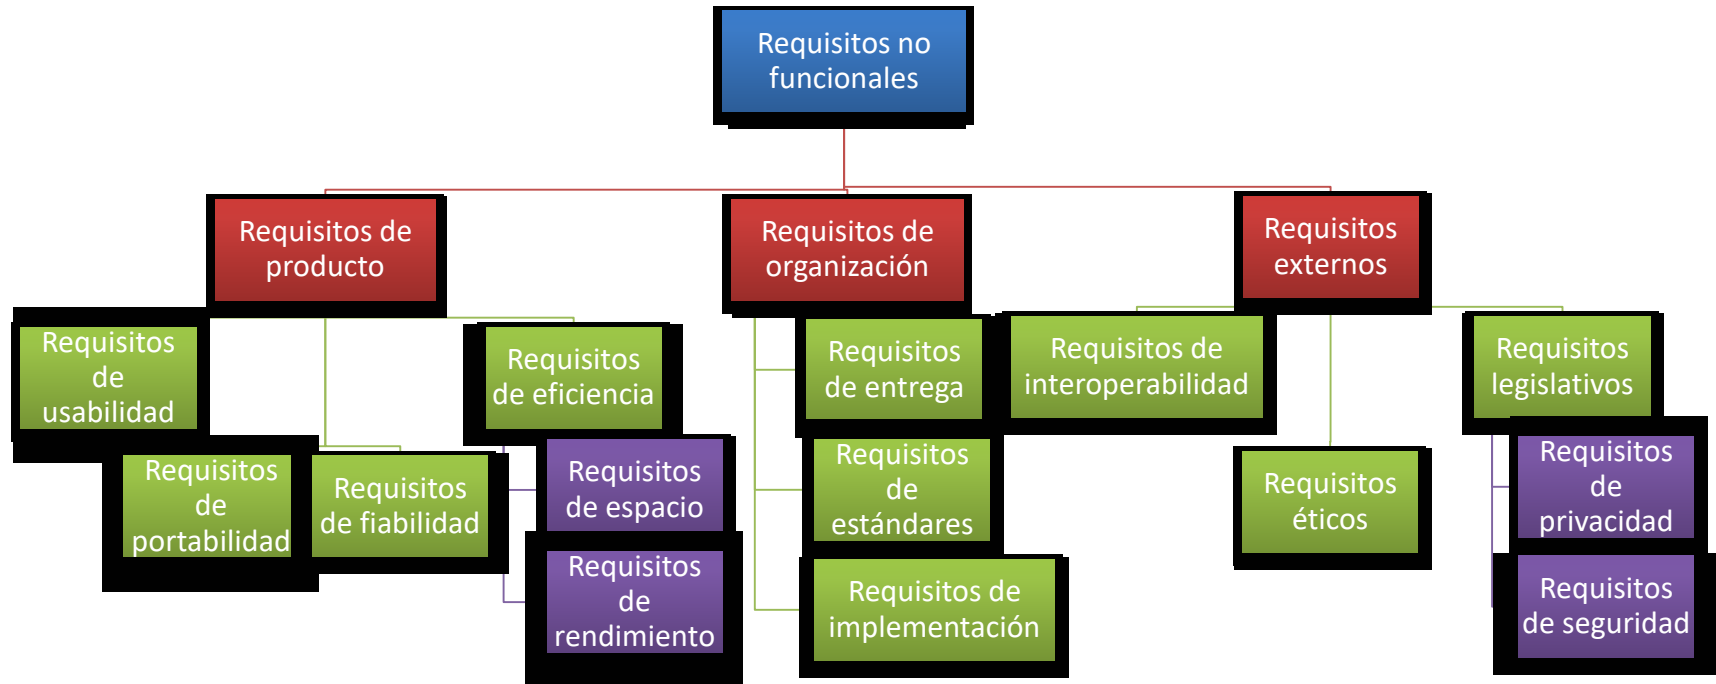 Requisitos no
funcionales
Requisitos de
producto
Requisitos de
organización
Requisitos
externos
Requisitos
de
usabilidad
Requisitos
de
portabilidad
Requisitos
de fiabilidad
Requisitos
de eficiencia
Requisitos
de espacio
Requisitos
de
rendimiento
Requisitos
de entrega
Requisitos
de
estándares
Requisitos de
implementación
Requisitos de
interoperabilidad
Requisitos
éticos
Requisitos
legislativos
Requisitos
de
privacidad
Requisitos
de seguridad